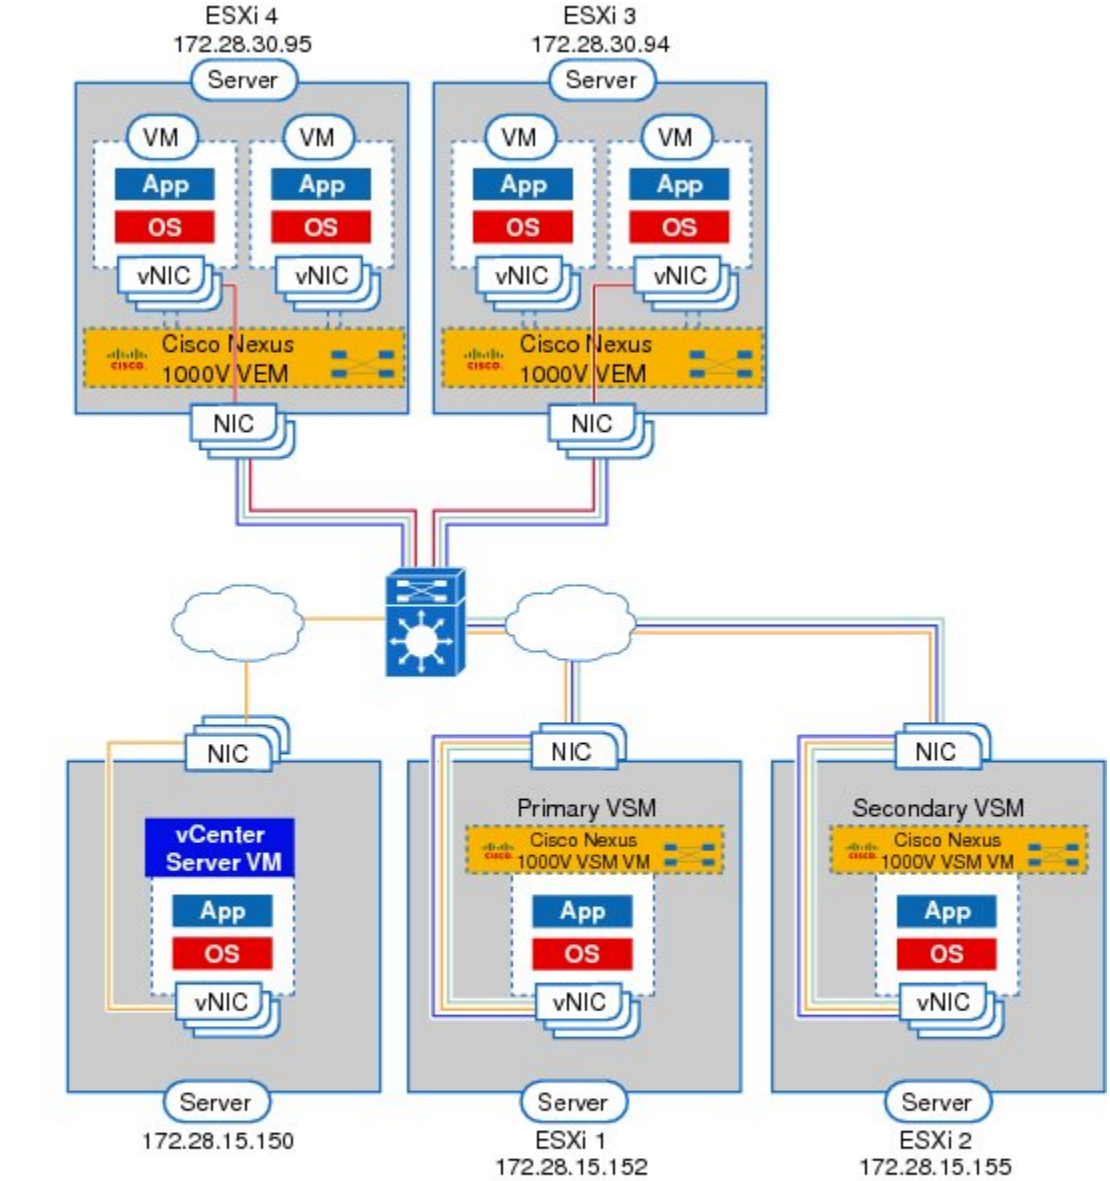 ESXi 4
172.28.30.95
Server
VM
VM
App
App
OS
OS
vNIC
vNIC
CISCO.
Cisco Nexus
1000V VEM
NIC
ESXi 3
172.28.30.94
Server
VM
VM
App
App
OS
OS
vNIC
vNIC
CISCO.
Cisco Nexus
1000V VEM
NIC
NIC
vCenter
Server VM
App
OS
vNIC
Server
172.28.15.150
NIC
Primary VSM
CISCO.
Cisco Nexus
1000V VSM VM
App
OS
vNIC
Server
ESXi 1
172.28.15.152
NIC
Secondary VSM
CISCO.
Cisco Nexus
1000V VSM VM
App
OS
vNIC
Server
ESXi 2
172.28.15.155